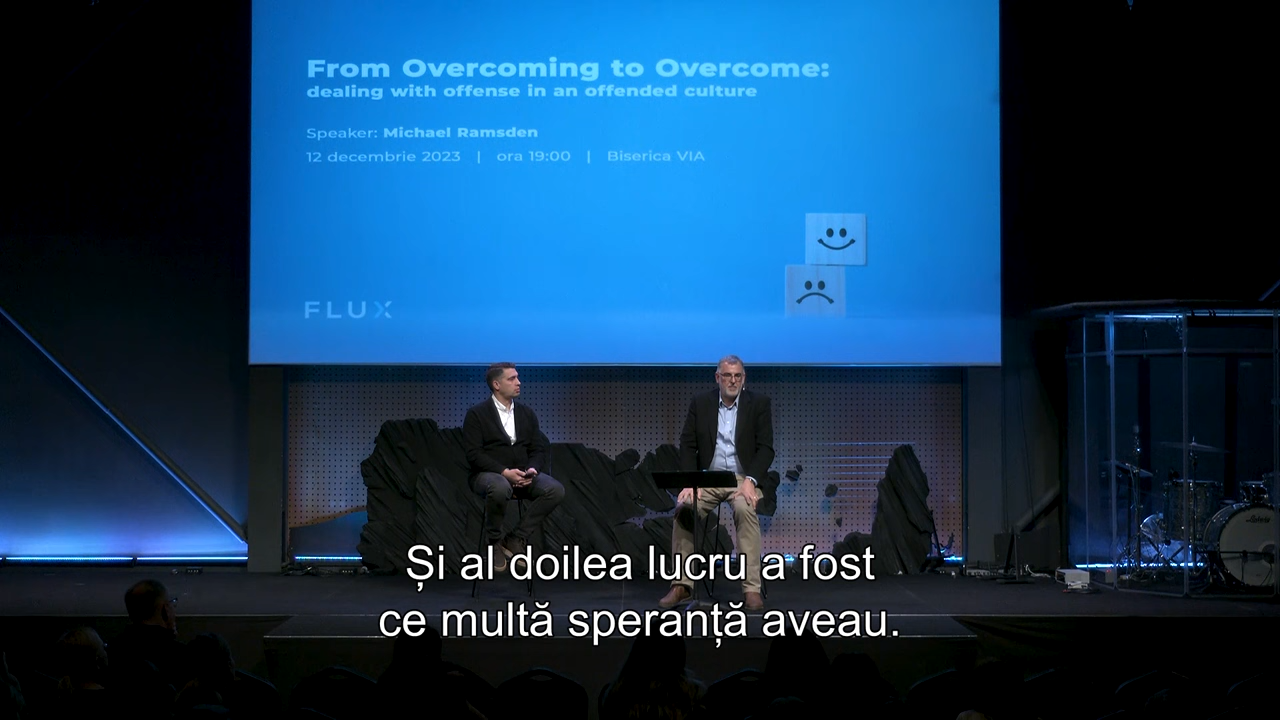 From Overcoming to Overcome:
dealing with offense in an offended culture
Speaker: Michael Ramsden
12 decembrie 2023 | ora 19:00 | Biserica VIA
FLUX
Și al doilea lucru a fost
ce multă speranță aveau.